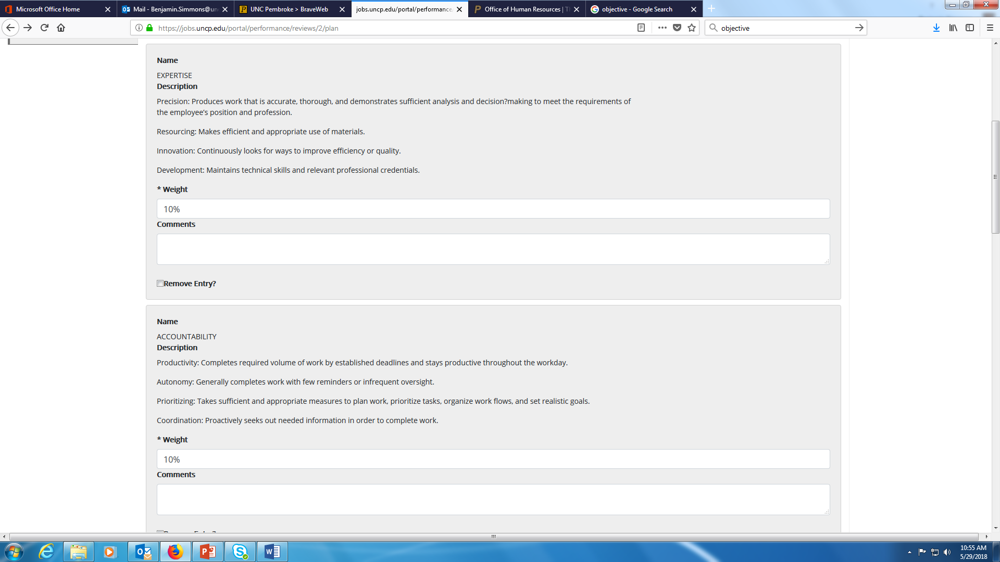 Microsoft Office Home
Mail - Benjamin.Simmons@un
UNC Pembroke > BraveWeb
jobs.uncp.edu/portal/performance
Office of Human Resources | T
objective - Google Search
https://jobs.uncp.edu/portal/performance/reviews/2/plan
objective
Name
EXPERTISE
Description
Precision: Produces work that is accurate, thorough, and demonstrates sufficient analysis and decision?making to meet the requirements of
the employee’s position and profession.
Resourcing: Makes efficient and appropriate use of materials.
Innovation: Continuously looks for ways to improve efficiency or quality.
Development: Maintains technical skills and relevant professional credentials.
* Weight
10%
Comments
Remove Entry?
Name
ACCOUNTABILITY
Description
Productivity: Completes required volume of work by established deadlines and stays productive throughout the workday.
Autonomy: Generally completes work with few reminders or infrequent oversight.
Prioritizing: Takes sufficient and appropriate measures to plan work, prioritize tasks, organize work flows, and set realistic goals.
Coordination: Proactively seeks out needed information in order to complete work.
* Weight
10%
Comments
10:55 AM
5/29/2018